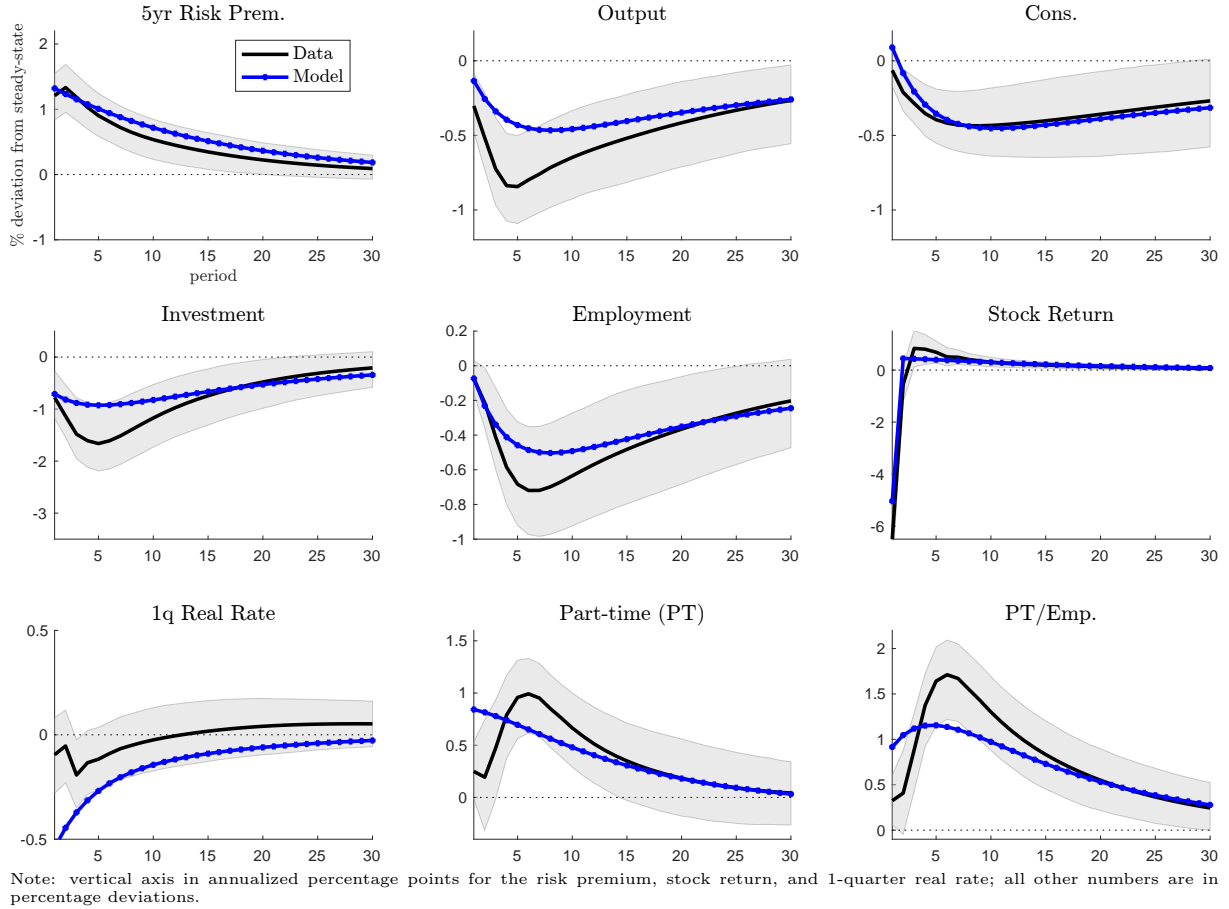 5yr Risk Prem. Output Cons.
Data
Model
% deviation from steady-state
2
1
0
-1
5 10 15 20 25 30
period
0
-0.5
-1
5 10 15 20 25 30
0
-0.5
-1
5 10 15 20 25 30
Investment Employment Stock Return
0
-1
-2
-3
5 10 15 20 25 30
0.2
0
-0.2
-0.4
-0.6
-0.8
-1
5 10 15 20 25 30
0
-2
-4
-6
5 10 15 20 25 30
1q Real Rate Part-time (PT) PT/Emp.
0.5
0
-0.5
5 10 15 20 25 30
1.5
1
0.5
0
5 10 15 20 25 30
2
1.5
1
0.5
0
5 10 15 20 25 30
Note: vertical axis in annualized percentage points for the risk premium, stock return, and 1-quarter real rate; all other numbers are in
percentage deviations.